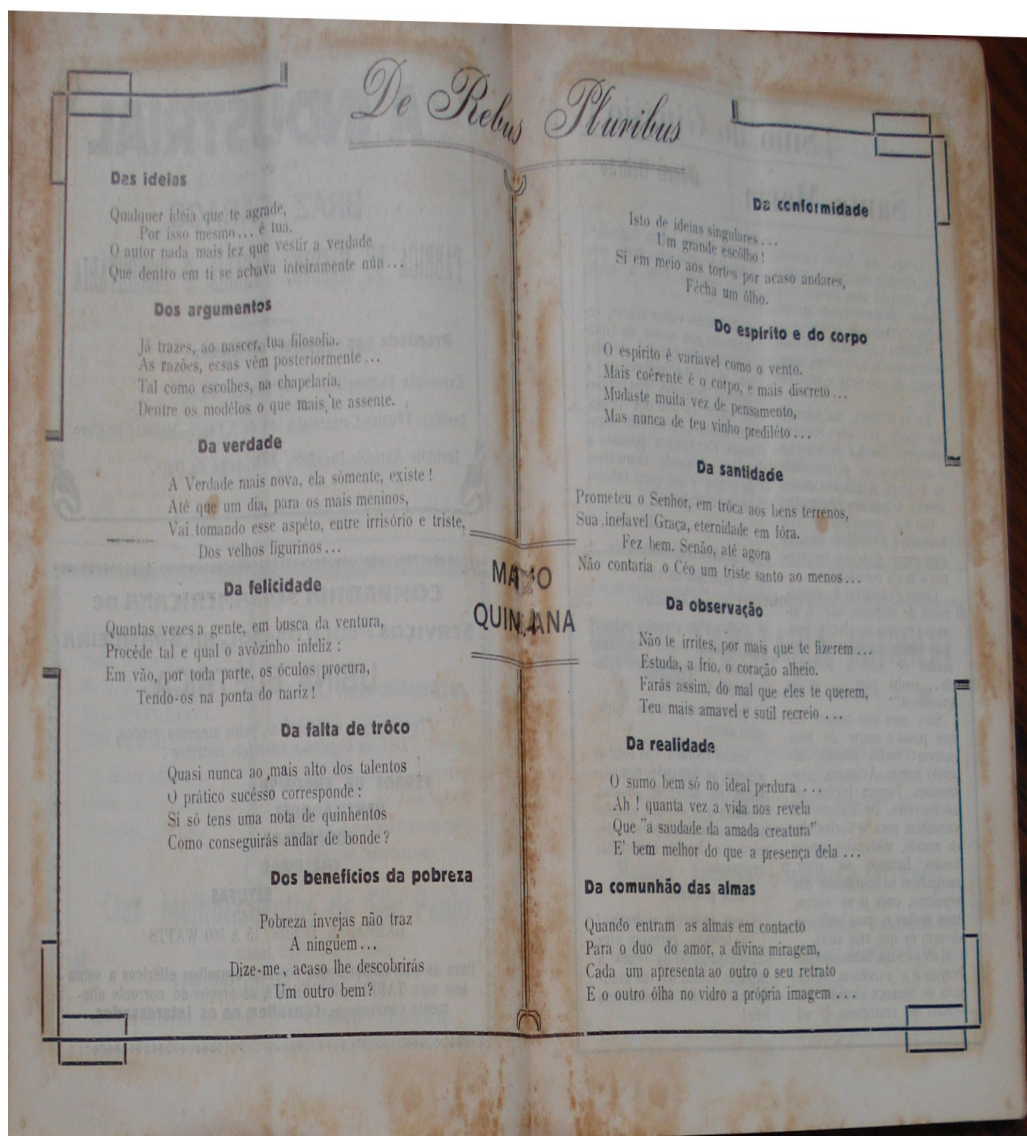 De Rebus Pluribus
Das ideias
Qualquer idéia que te agrade,
Por isso mesmo... é tua.
O autor nada mais fez que vestir a verdade
Que dentro em ti se achava inteiramente núa...
Dos argumentos
Já trazes, ao nascer, tua filosofia.
As razões, essas vêm posteriormente...
Tal como escolhes, na chapelaria,
Dentre os modêlos o que mais te assente.
Da verdade
A Verdade mais nova, ela sòmente, existe !
Até que um dia, para os mais meninos,
Vai tomando esse aspéto, entre irrisório e triste,
Dos velhos figurinos...
Da felicidade
Quantas vezes a gente, em busca da ventura,
Procéde tal e qual o avôzinho infeliz :
Em vão, por toda parte, os óculos procura,
Tendo-os na ponta do nariz !
Da falta de trôco
Quasi nunca ao mais alto dos talentos
O prático sucésso corresponde :
Si só tens uma nota de quinhentos
Como conseguirás andar de bonde ?
Dos benefícios da pobreza
Pobreza invejas não traz
A ninguem...
Dize-me, acaso lhe descobrirás
Um outro bem ?
MARIO
QUINTANA
Da conformidade
Isto de ideias singulares...
Um grande escôlho !
Si em meio aos tortos por acaso andares,
Fécha um ôlho.
Do espírito e do corpo
O espirito é variavel como o vento.
Mais coêrente é o corpo, e mais discreto...
Mudaste muita vez de pensamento,
Mas nunca de teu vinho prediléto...
Da santidade
Prometeu o Senhor, em trôca aos bens terrenos,
Sua inefavel Graça, eternidade em fóra.
Fez bem. Senão, até agora
Não contaria o Céo um triste santo ao menos...
Da observação
Não te irrites, por mais que te fizerem...
Estuda, a frio, o coração alheio.
Farás assim, do mal que eles te querem,
Teu mais amavel e sutil recreio...
Da realidade
O sumo bem só no ideal perdura ...
Ah ! quanta vez a vida nos revela
Que "a saudade da amada creatura"
E' bem melhor do que a presença dela ...
Da comunhão das almas
Quando entram as almas em contacto
Para o duo do amor, a divina miragem,
Cada um apresenta ao outro o seu retrato
E o outro ólha no vidro a própria imagem ...